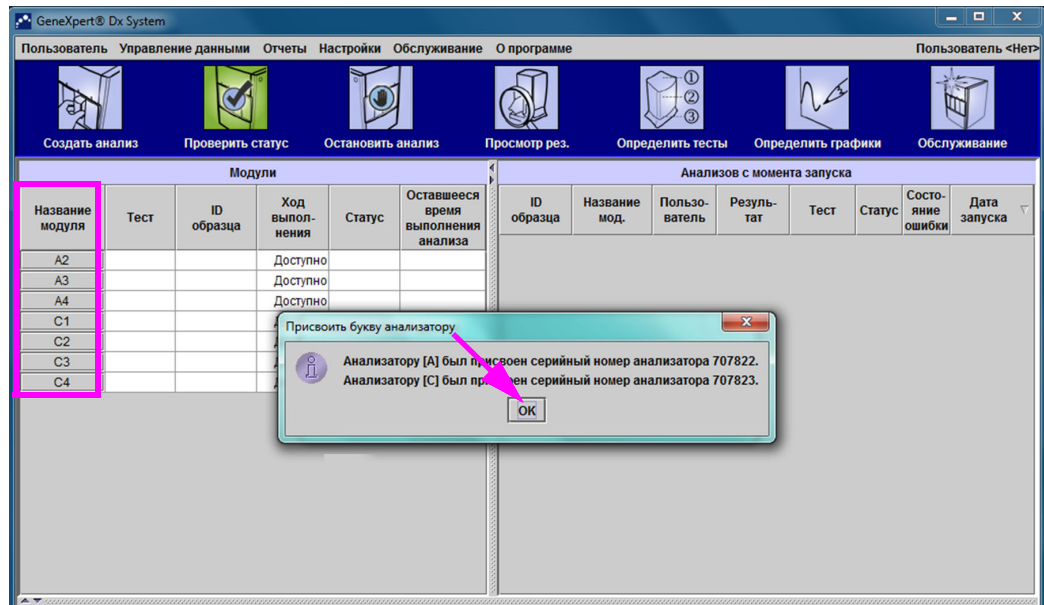 GeneXpert® Dx System
Пользователь Управление данными Отчеты Настройки Обслуживание О программе Пользователь <Нет>
Создать анализ Проверить статус Остановить анализ Просмотр рез. Определить тесты Определить графики Обслуживание
Модули
Анализов с момента запуска
Название модуля
Тест
ID образца
Ход выпол-
нения
Статус
Оставшееся время выполнения анализа
ID образца
Название мод.
Пользо-
ватель
Резуль-
тат
Тест
Статус
Состо-
яние ошибки
Дата запуска
A2 Доступно
A3 Доступно
A4 Доступно
C1
C2
C3
C4
Присвоить букву анализатору
Анализатору [A] был присвоен серийный номер анализатора 707822.
Анализатору [C] был присвоен серийный номер анализатора 707823.
OK